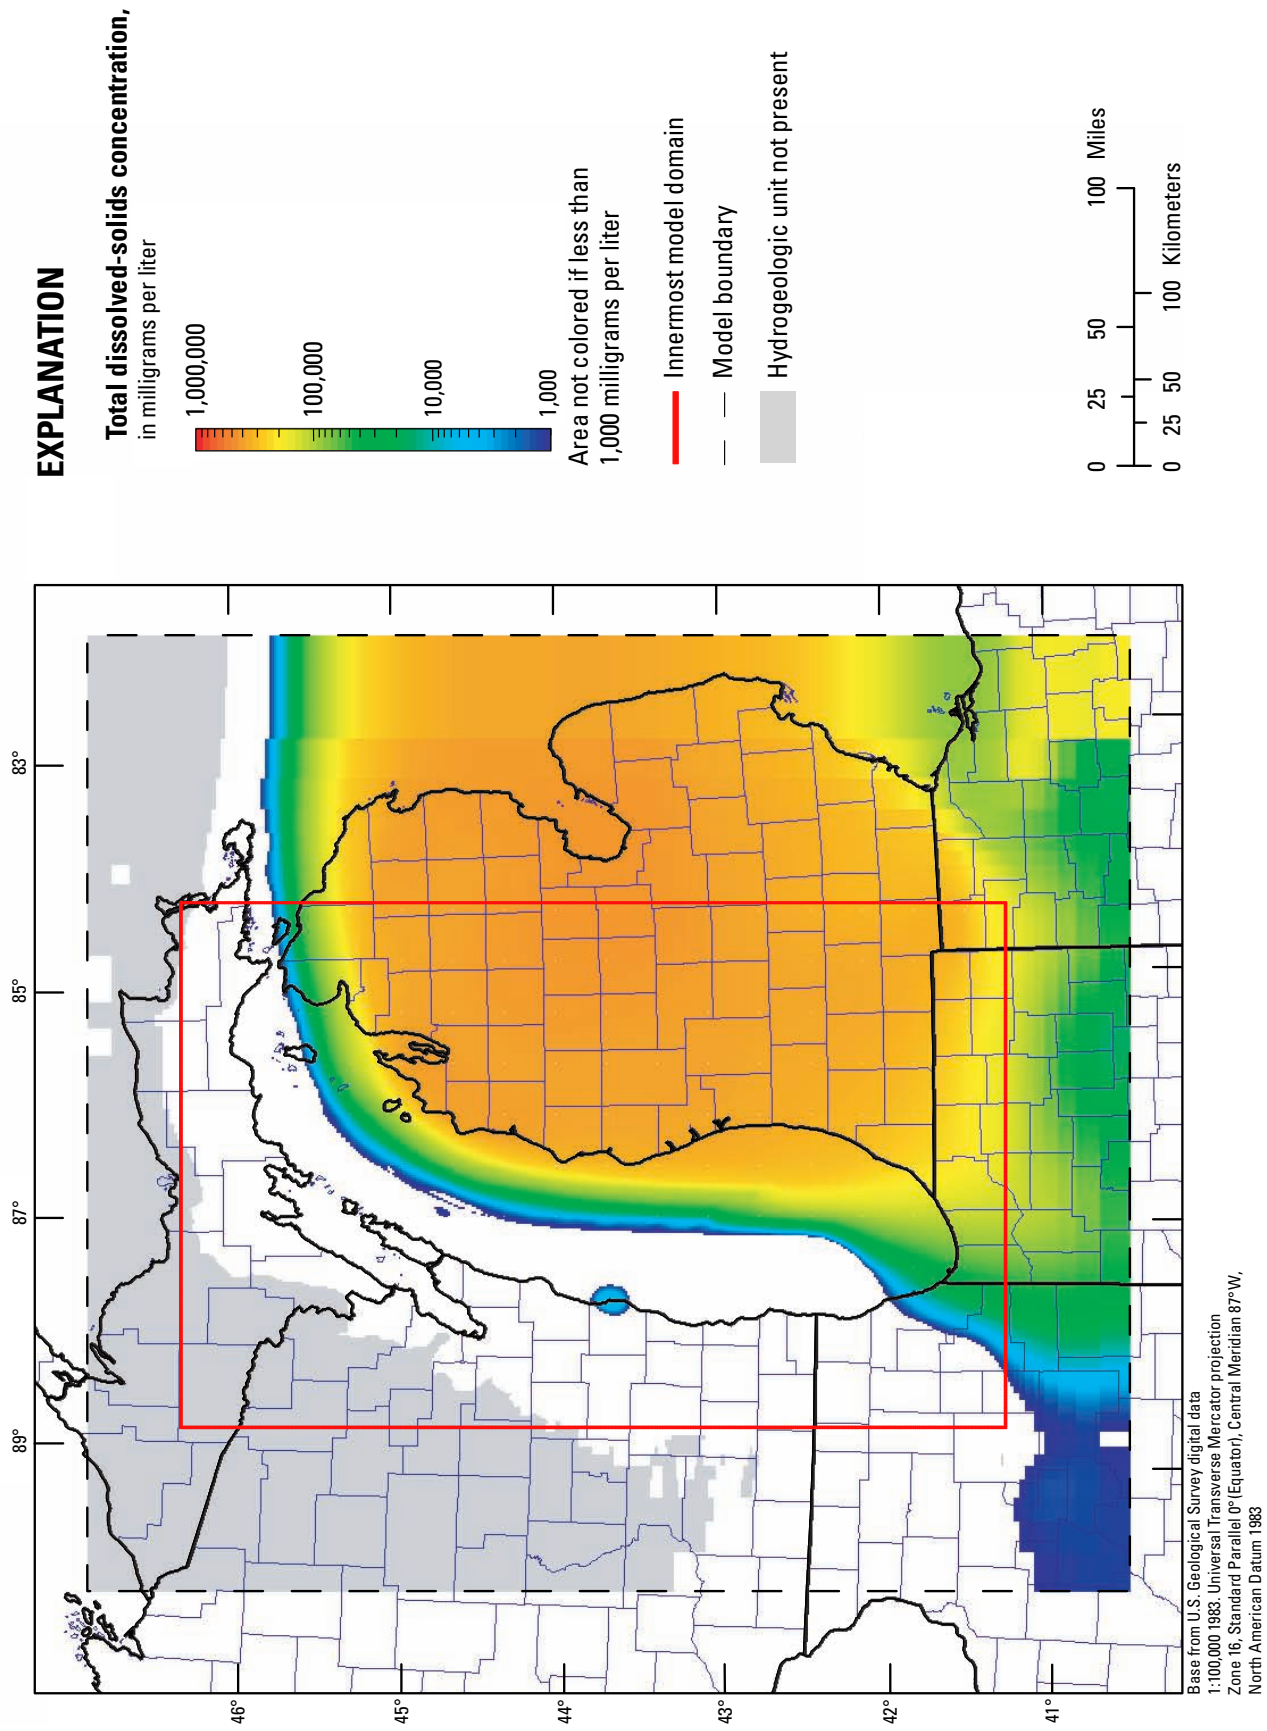 EXPLANATION
Total dissolved-solids concentration,
in milligrams per liter
1,000,000
100,000
10,000
1,000
Area not colored if less than
1,000 milligrams per liter
Innermost model domain
Model boundary
Hydrogeologic unit not present
0 25 50 100 Miles
0 25 50 100 Kilometers
89° 87° 85° 83°
46°
45°
44°
43°
42°
41°
Base from U.S. Geological Survey digital data
1:100,000 1983. Universal Transverse Mercator projection
Zone 16, Standard Parallel 0° (Equator), Central Meridian 87° W,
North American Datum 1983